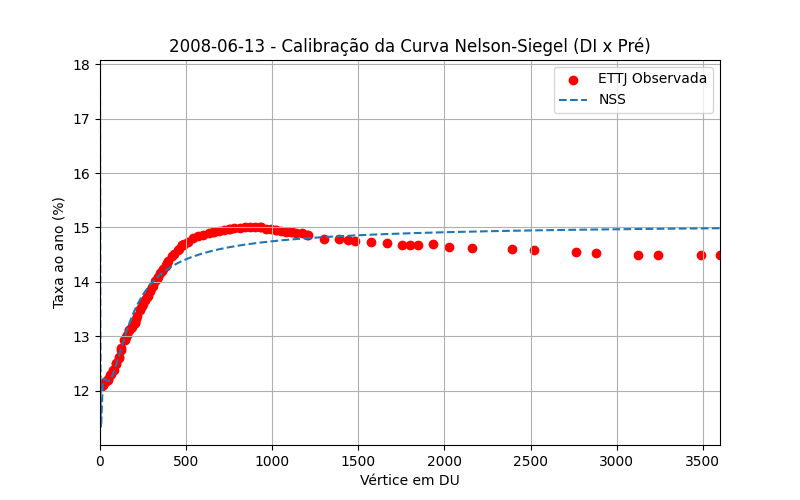 2008-06-13 - Calibração da Curva Nelson-Siegel (DI x Pré)
ETTJ Observada
NSS
Taxa ao ano (%)
18
17
16
15
14
13
12
0 500 1000 1500 2000 2500 3000 3500
Vértice em DU